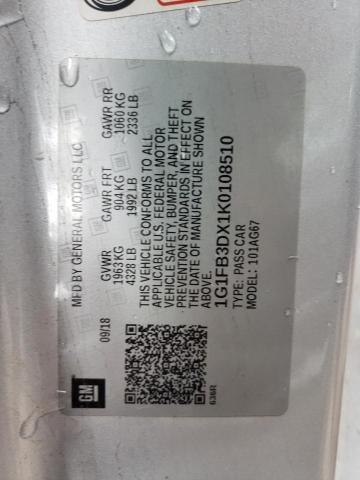 MFD BY GENERAL MOTORS LLC
09/18
GVWR
1963 KG
4328 LB
GAWR FRT
904 KG
1992 LB
GAWR RR
1060 KG
2336 LB
THIS VEHICLE CONFORMS TO ALL
APPLICABLE U.S. FEDERAL MOTOR
VEHICLE SAFETY, BUMPER, AND THEFT
PREVENTION STANDARDS IN EFFECT ON
THE DATE OF MANUFACTURE SHOWN
ABOVE.
1G1FB3DX1K0108510
TYPE: PASS CAR
MODEL: 101AG67
GM
636R